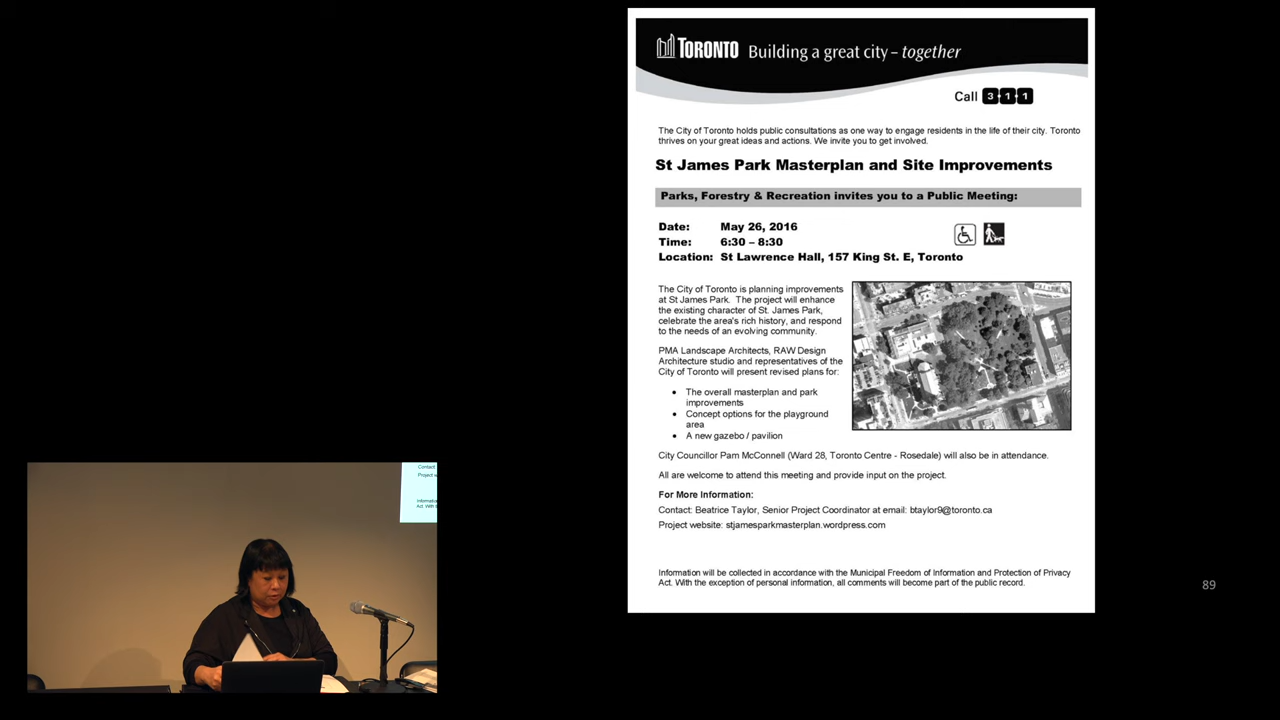 TORONTO Building a great city – together
Call 3·1·1
The City of Toronto holds public consultations as one way to engage residents in the life of their city. Toronto
thrives on your great ideas and actions. We invite you to get involved.
St James Park Masterplan and Site Improvements
Parks, Forestry & Recreation invites you to a Public Meeting:
Date: May 26, 2016
Time: 6:30 – 8:30
Location: St Lawrence Hall, 157 King St. E, Toronto
The City of Toronto is planning improvements
at St James Park. The project will enhance
the existing character of St. James Park,
celebrate the area's rich history, and respond
to the needs of an evolving community.
PMA Landscape Architects, RAW Design
Architecture studio and representatives of the
City of Toronto will present revised plans for:
• The overall masterplan and park
improvements
• Concept options for the playground
area
• A new gazebo / pavilion
City Councillor Pam McConnell (Ward 28, Toronto Centre - Rosedale) will also be in attendance.
All are welcome to attend this meeting and provide input on the project.
For More Information:
Contact: Beatrice Taylor, Senior Project Coordinator at email: btaylor9@toronto.ca
Project website: stjamesparkmasterplan.wordpress.com
Information will be collected in accordance with the Municipal Freedom of Information and Protection of Privacy
Act. With the exception of personal information, all comments will become part of the public record.
89
Contact:
Project w
Informatio
Act. With t